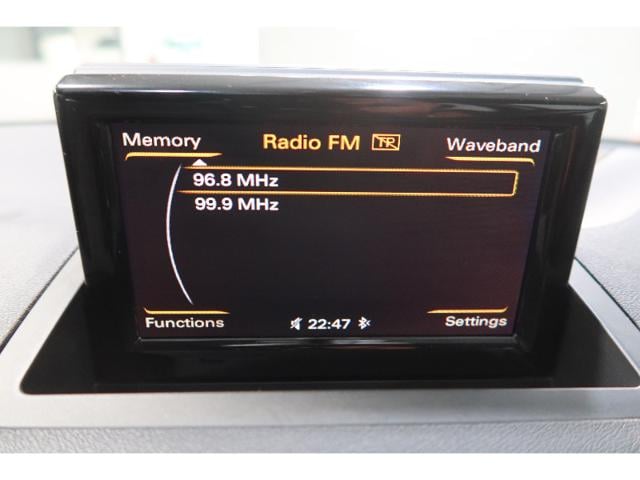 Memory Radio FM TP Waveband
96.8 MHz
99.9 MHz
Functions 22:47 Settings